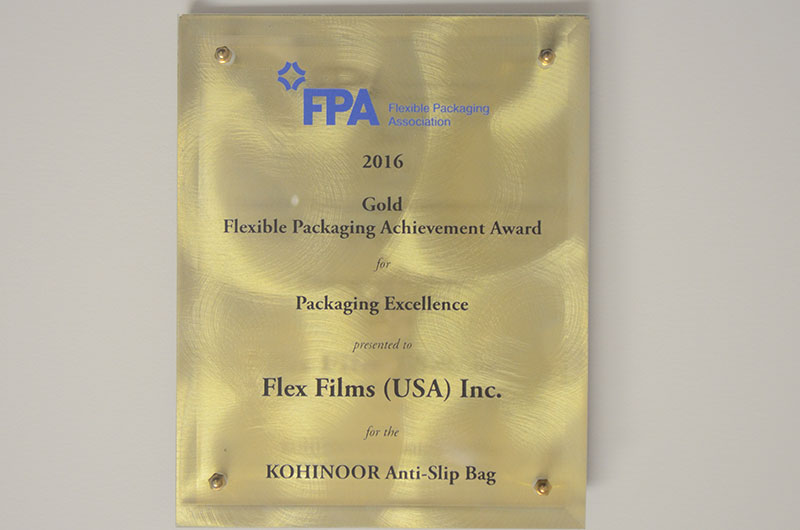 FPA Flexible Packaging
Association
2016
Gold
Flexible Packaging Achievement Award
for
Packaging Excellence
presented to
Flex Films (USA) Inc.
for the
KOHINOOR Anti-Slip Bag